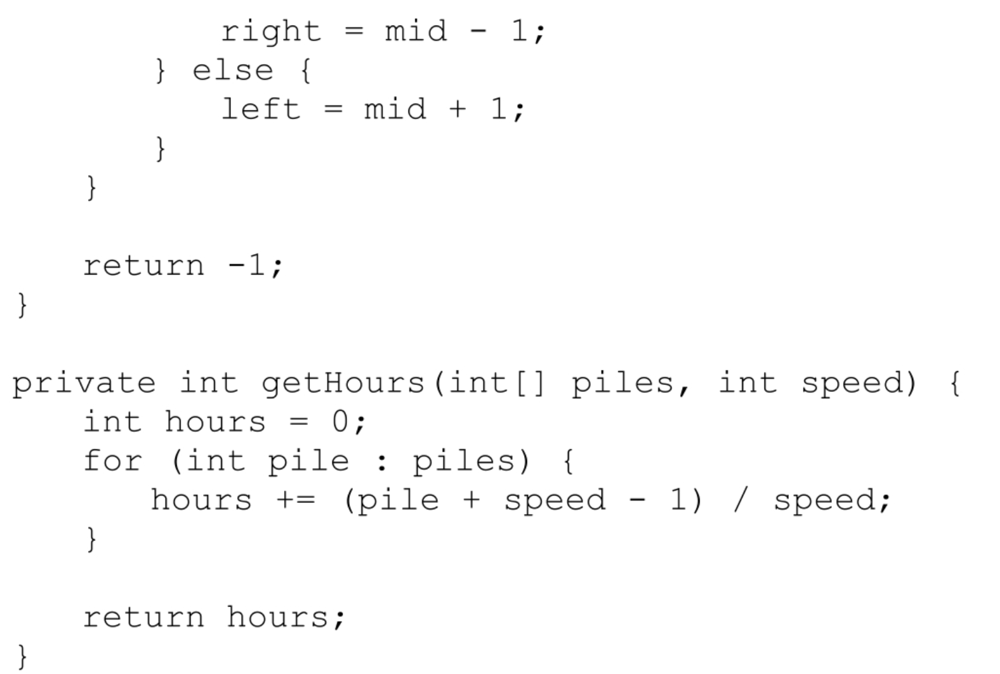 right = mid - 1;
        } else {
            left = mid + 1;
        }
    }

    return -1;
}

private int getHours(int[] piles, int speed) {
    int hours = 0;
    for (int pile : piles) {
        hours += (pile + speed - 1) / speed;
    }

    return hours;
}